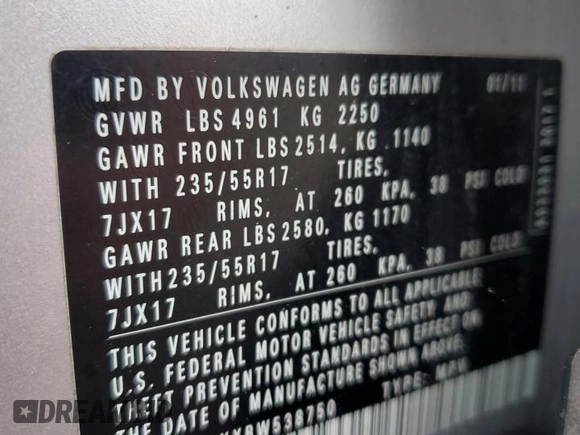 MFD BY VOLKSWAGEN AG GERMANY 01/11
GVWR LBS 4961 KG 2250
GAWR FRONT LBS 2514, KG 1140
WITH 235/55R17 TIRES,
7JX17 RIMS, AT 260 KPA, 38 PSI COLD
GAWR REAR LBS 2580, KG 1170
WITH 235/55R17 TIRES,
7JX17 RIMS, AT 260 KPA, 38 PSI COLD
THIS VEHICLE CONFORMS TO ALL APPLICABLE
U.S. FEDERAL MOTOR VEHICLE SAFETY AND
THEFT PREVENTION STANDARDS IN EFFECT ON
THE DATE OF MANUFACTURE SHOWN ABOVE.
BW538750 TYPE: MPV